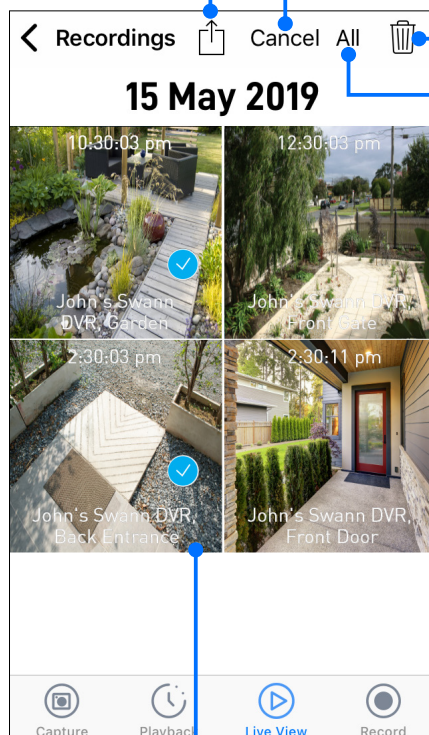 Recordings Cancel All
15 May 2019
10:30:03 pm
12:30:03 pm
John's Swann
DVR, Garden
John's Swann DVR,
Front Gate
2:30:03 pm
2:30:11 pm
John's Swann DVR,
Back Entrance
John's Swann DVR,
Front Door
Capture Playback Live View Record